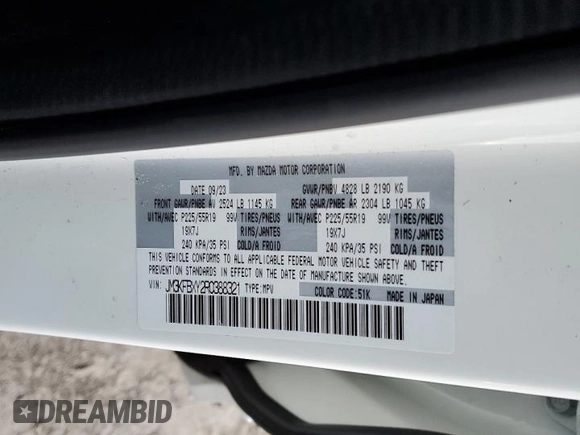 MFD. BY MAZDA MOTOR CORPORATION
DATE 09/23 GVWR/PNBV 4828 LB 2190 KG
FRONT GAWR/PNBE AV 2524 LB 1145 KG REAR GAWR/PNBE AR 2304 LB 1045 KG
WITH/AVEC P225/55R19 99V TIRES/PNEUS WITH/AVEC P225/55R19 99V TIRES/PNEUS
19X7J RIMS/JANTES 19X7J RIMS/JANTES
240 KPA/35 PSI COLD/A FROID 240 KPA/35 PSI COLD/A FROID
THIS VEHICLE CONFORMS TO ALL APPLICABLE FEDERAL MOTOR VEHICLE SAFETY AND THEFT
PREVENTION STANDARDS IN EFFECT ON THE DATE OF MANUFACTURE SHOWN ABOVE.
VIN: JM3KFBXY2R0388321 TYPE: MPV COLOR CODE: 51K MADE IN JAPAN
DREAMBID